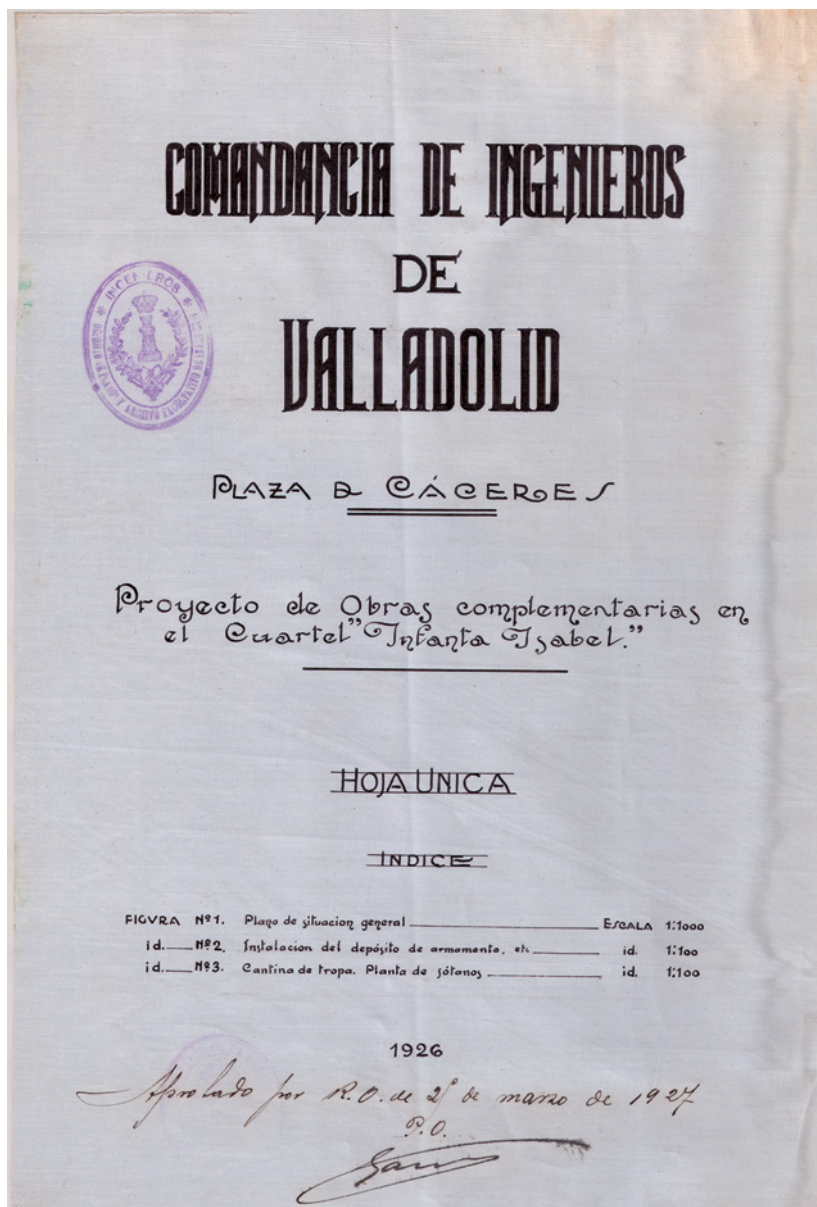 COMANDANCIA DE INGENIEROS
DE
VALLADOLID
PLAZA DE CÁCERES
Proyecto de Obras complementarias en
el Cuartel "Infanta Isabel."
HOJA UNICA
INDICE
FIGVRA Nº1. Plano de situacion general ESCALA 1:1000
id. Nº2. Instalacion del depósito de armamento, etc id. 1:100
id. Nº3. Cantina de tropa. Planta de sótanos id. 1:100
1926
Aprobado por R.O. de de marzo de 1927
P.O.